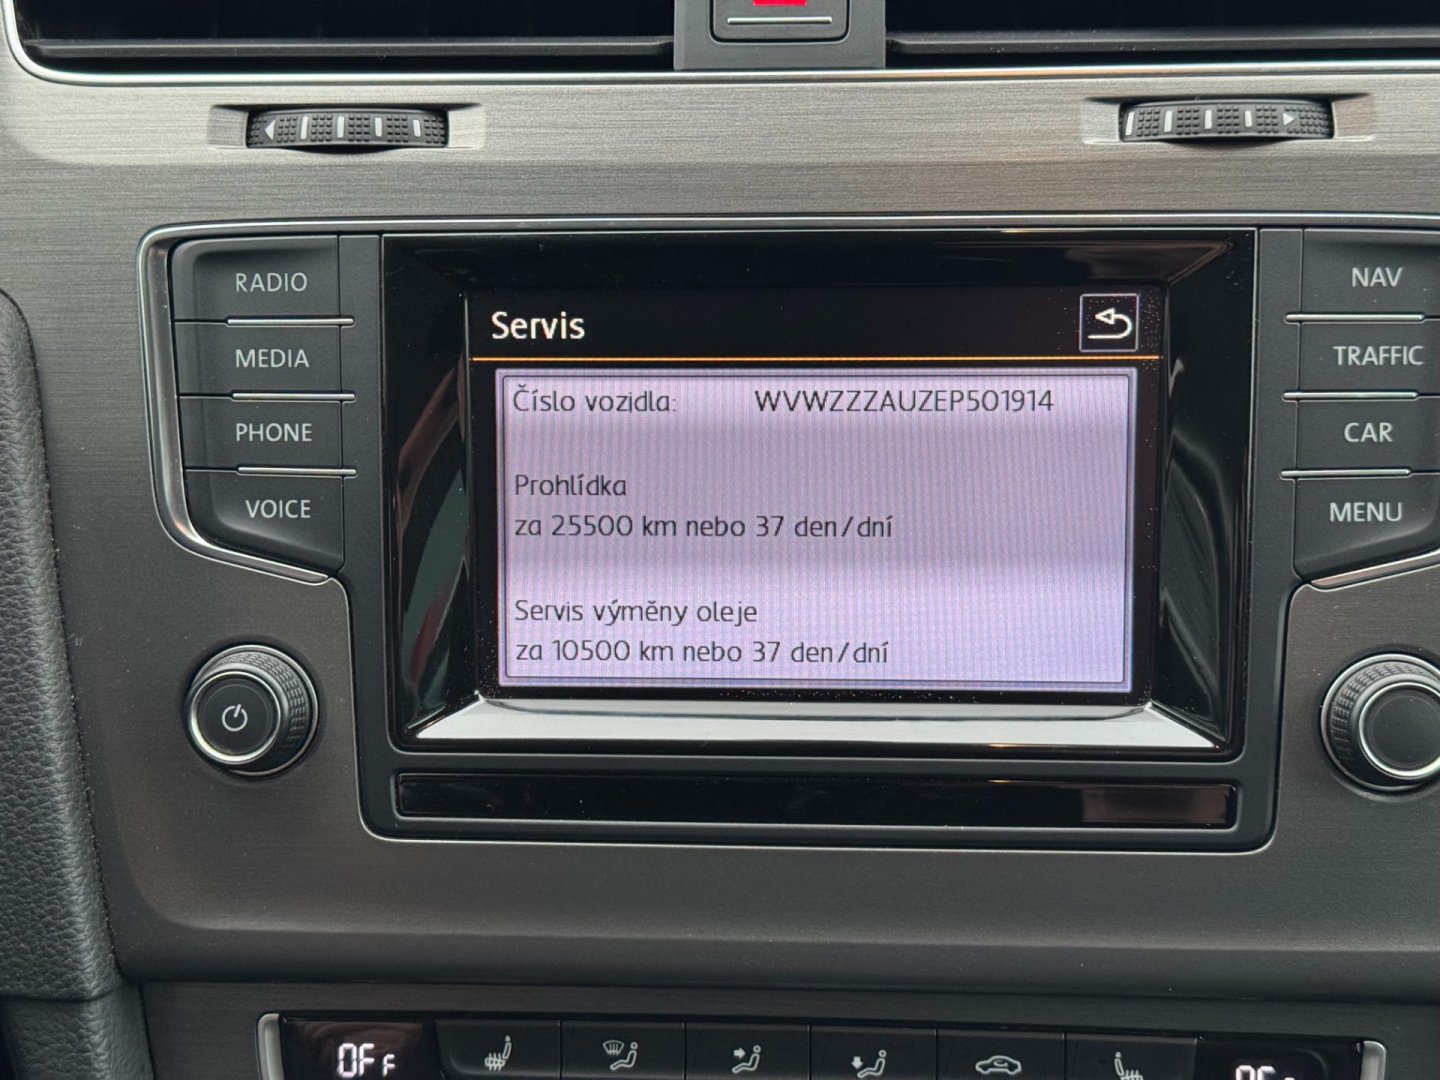 RADIO
MEDIA
PHONE
VOICE
Servis
Číslo vozidla: WVWZZZAUZEP501914
Prohlídka
za 25500 km nebo 37 den/dní
Servis výměny oleje
za 10500 km nebo 37 den/dní
NAV
TRAFFIC
CAR
MENU
OFF